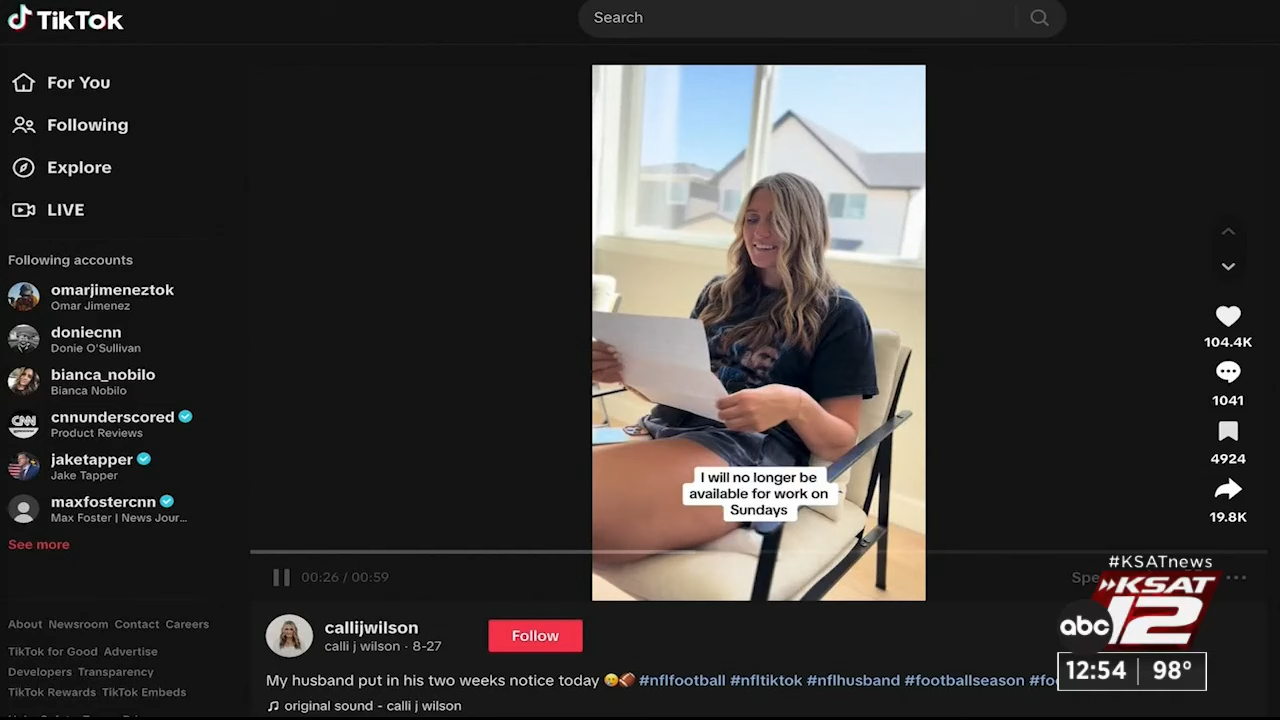 TikTok
Search
For You
Following
Explore
LIVE
Following accounts
omarjimeneztok
Omar Jimenez
doniecnn
Donie O'Sullivan
bianca_nobilo
Bianca Nobilo
CNN
cnnunderscored
Product Reviews
jaketapper
Jake Tapper
maxfostercnn
Max Foster | News Jour...
See more
About Newsroom Contact Careers
TikTok for Good Advertise
Developers Transparency
TikTok Rewards TikTok Embeds
I will no longer be
available for work on
Sundays
104.4K
1041
4924
19.8K
00:26 / 00:59
callijwilson
calli j wilson · 8-27
Follow
My husband put in his two weeks notice today 🥲🏈 #nflfootball #nfltiktok #nflhusband #footballseason
original sound - calli j wilson
#KSATnews
KSAT
abc 12
12:54 98°